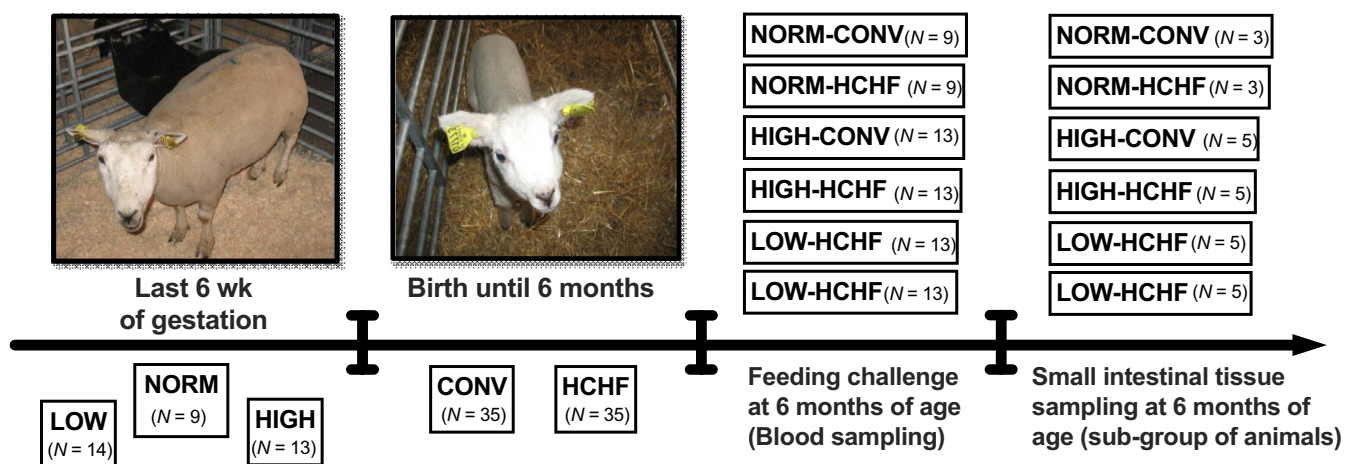 Last 6 wk
of gestation
LOW
(N = 14)
NORM
(N = 9)
HIGH
(N = 13)
Birth until 6 months
CONV
(N = 35)
HCHF
(N = 35)
NORM-CONV (N = 9)
NORM-HCHF (N = 9)
HIGH-CONV (N = 13)
HIGH-HCHF (N = 13)
LOW-HCHF (N = 13)
LOW-HCHF (N = 13)
Feeding challenge
at 6 months of age
(Blood sampling)
NORM-CONV (N = 3)
NORM-HCHF (N = 3)
HIGH-CONV (N = 5)
HIGH-HCHF (N = 5)
LOW-HCHF (N = 5)
LOW-HCHF (N = 5)
Small intestinal tissue
sampling at 6 months of
age (sub-group of animals)